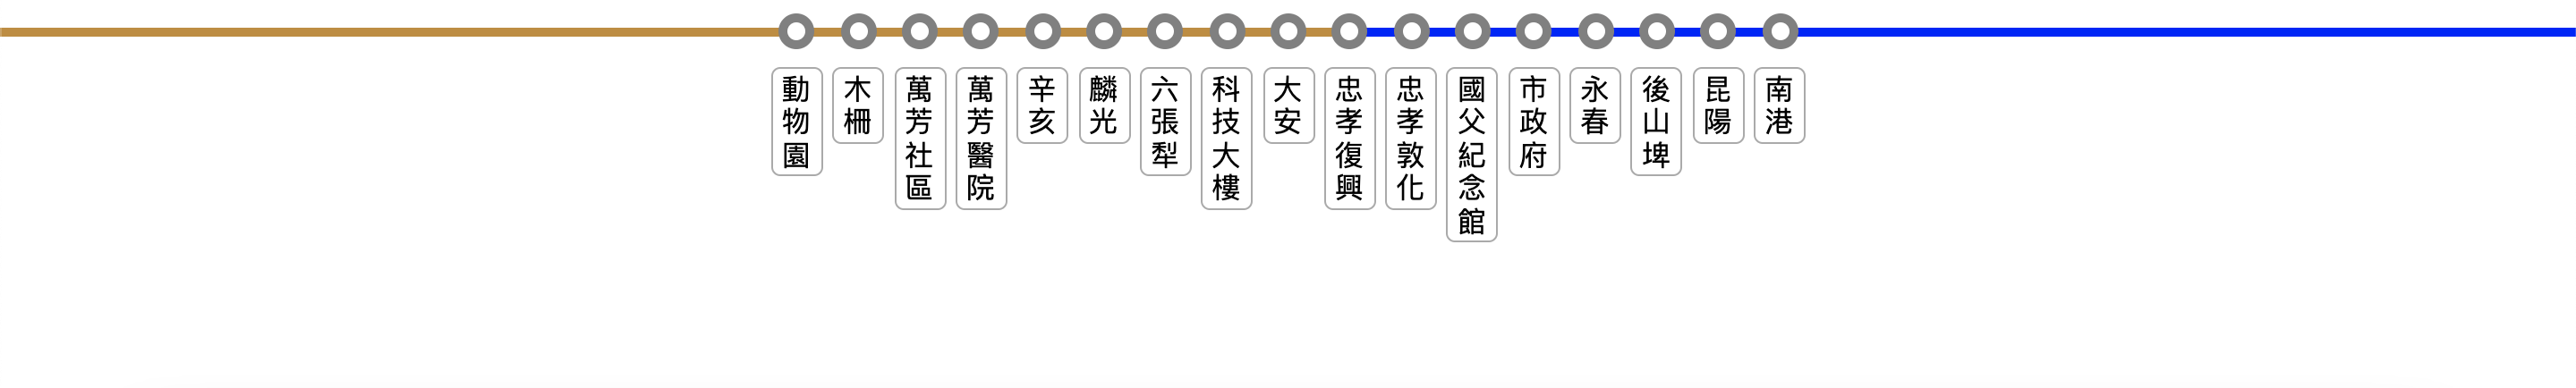 動物園
木柵
萬芳社區
萬芳醫院
辛亥
麟光
六張犁
科技大樓
大安
忠孝復興
忠孝敦化
國父紀念館
市政府
永春
後山埤
昆陽
南港